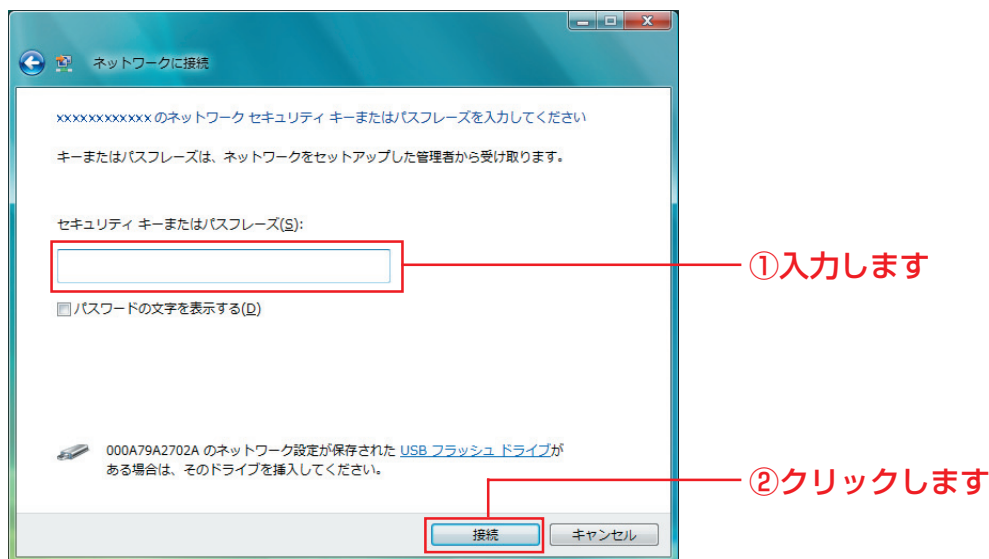 ネットワークに接続
xxxxxxxxxxxx のネットワーク セキュリティ キーまたはパスフレーズを入力してください
キーまたはパスフレーズは、ネットワークをセットアップした管理者から受け取ります。
セキュリティ キーまたはパスフレーズ(S):
①入力します
パスワードの文字を表示する(D)
000A79A2702A のネットワーク設定が保存された USB フラッシュ ドライブが
ある場合は、そのドライブを挿入してください。
②クリックします
接続
キャンセル